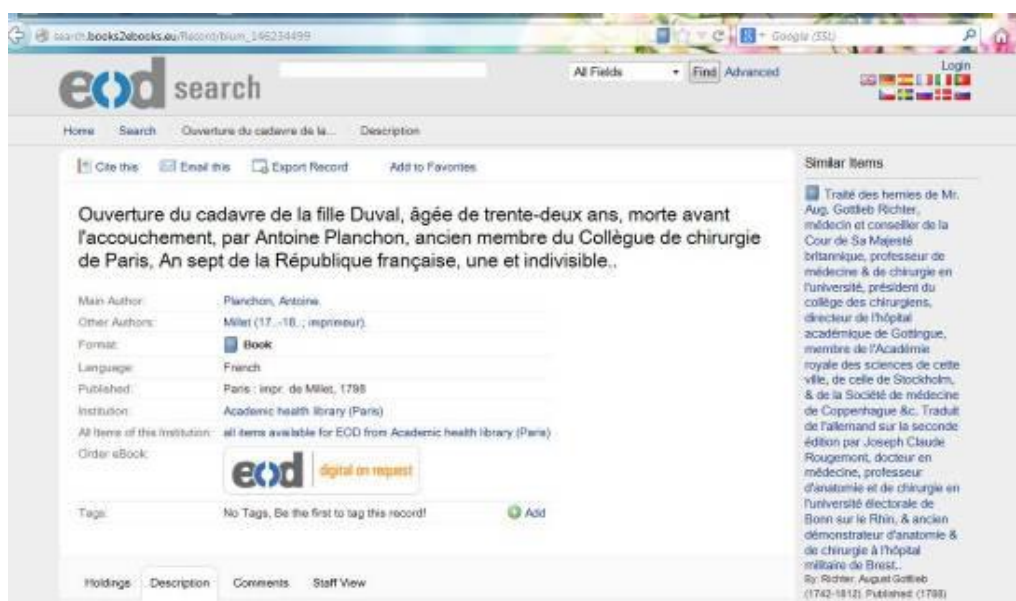 search.books2ebooks.eu/Record/bium_146234499
Google (SSL)
eod search
All Fields Find Advanced
Login
Home Search Ouverture du cadavre de la... Description
Cite this Email this Export Record Add to Favorites
Ouverture du cadavre de la fille Duval, âgée de trente-deux ans, morte avant
l'accouchement, par Antoine Planchon, ancien membre du Collègue de chirurgie
de Paris, An sept de la République française, une et indivisible..
Main Author: Planchon, Antoine.
Other Authors: Millet (17..-18.. ; imprimeur).
Format: Book
Language: French
Published: Paris : impr. de Millet, 1798
Institution: Academic health library (Paris)
All Items of this Institution: all items available for EOD from Academic health library (Paris)
Order eBook:
eod digital on request
Tags: No Tags, Be the first to tag this record! Add
Holdings Description Comments Staff View
Similar Items
Traité des hernies de Mr.
Aug. Gottlieb Richter,
médecin et conseiller de la
Cour de Sa Majesté
britannique, professeur de
médecine & de chirurgie en
l'université, président du
collège des chirurgiens,
directeur de l'hôpital
académique de Gottingue,
membre de l'Académie
royale des sciences de cette
ville, de celle de Stockholm,
& de la Société de médecine
de Coppenhague &c. Traduit
de l'allemand sur la seconde
édition par Joseph Claude
Rougemont, docteur en
médecine, professeur
d'anatomie et de chirurgie en
l'université électorale de
Bonn sur le Rhin, & ancien
démonstrateur d'anatomie &
de chirurgie à l'hôpital
militaire de Brest..
By: Richter, August Gottlieb
(1742-1812) Published: (1788)